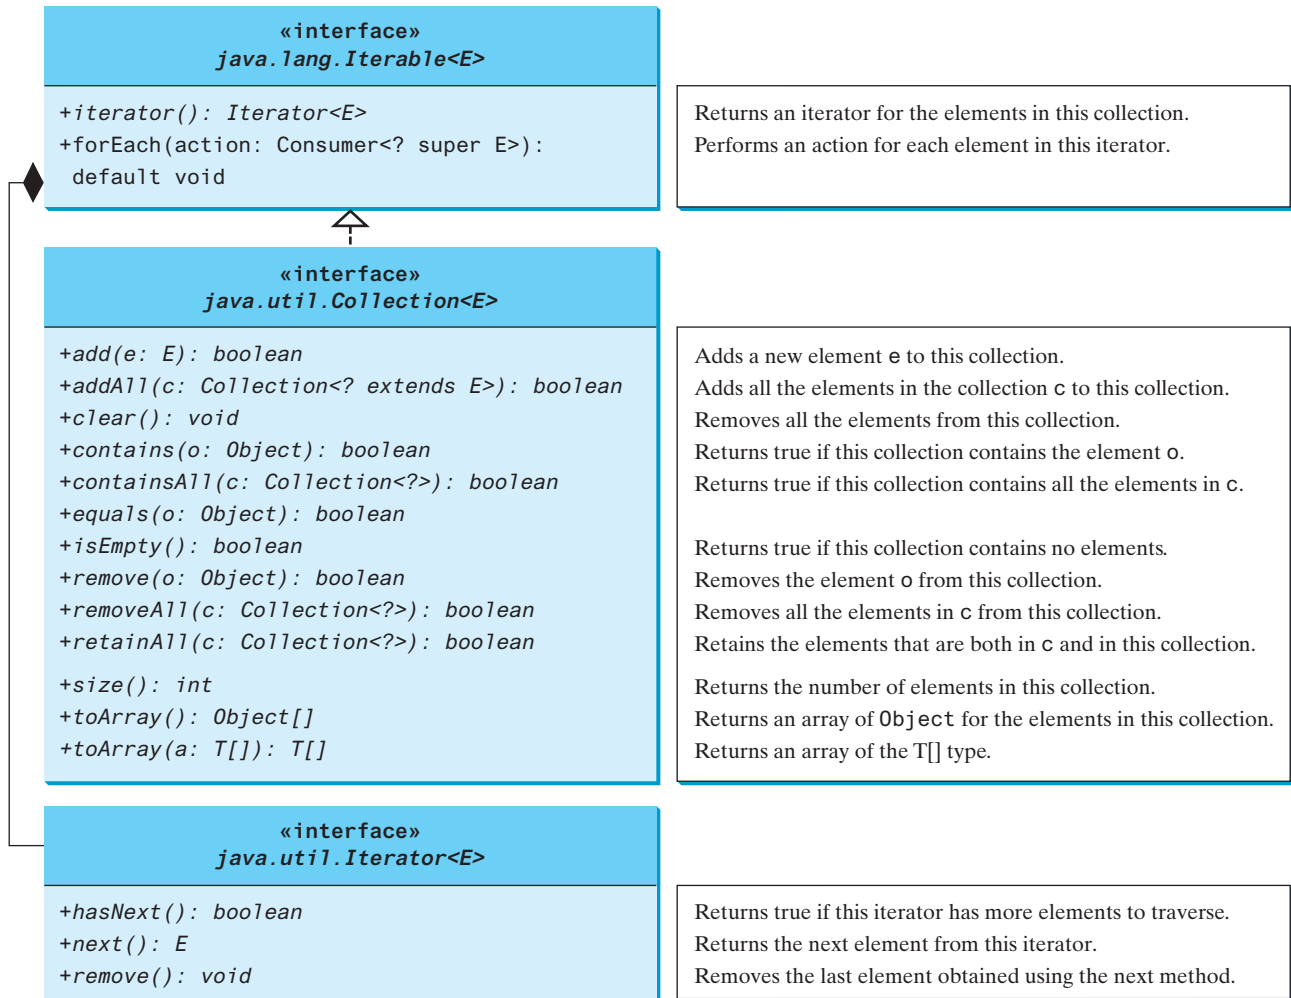 «interface»
java.lang.Iterable<E>
+iterator(): Iterator<E>
+forEach(action: Consumer<? super E>):
default void
Returns an iterator for the elements in this collection.
Performs an action for each element in this iterator.
«interface»
java.util.Collection<E>
+add(e: E): boolean
+addAll(c: Collection<? extends E>): boolean
+clear(): void
+contains(o: Object): boolean
+containsAll(c: Collection<?>): boolean
+equals(o: Object): boolean
+isEmpty(): boolean
+remove(o: Object): boolean
+removeAll(c: Collection<?>): boolean
+retainAll(c: Collection<?>): boolean
+size(): int
+toArray(): Object[]
+toArray(a: T[]): T[]
Adds a new element e to this collection.
Adds all the elements in the collection c to this collection.
Removes all the elements from this collection.
Returns true if this collection contains the element o.
Returns true if this collection contains all the elements in c.
Returns true if this collection contains no elements.
Removes the element o from this collection.
Removes all the elements in c from this collection.
Retains the elements that are both in c and in this collection.
Returns the number of elements in this collection.
Returns an array of Object for the elements in this collection.
Returns an array of the T[] type.
«interface»
java.util.Iterator<E>
+hasNext(): boolean
+next(): E
+remove(): void
Returns true if this iterator has more elements to traverse.
Returns the next element from this iterator.
Removes the last element obtained using the next method.